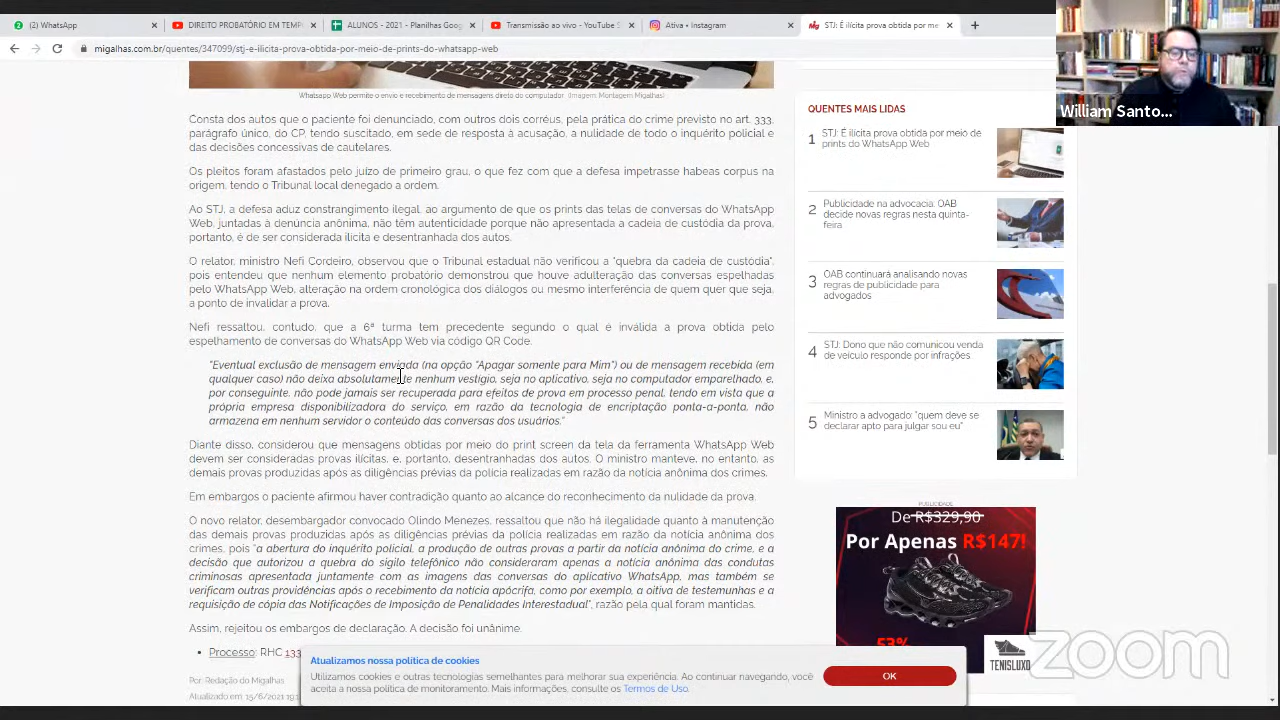 (2) WhatsApp
DIREITO PROBATÓRIO EM TEMP
ALUNOS - 2021 - Planilhas Goog
Transmissão ao vivo - YouTube S
Ativa • Instagram
STJ: É ilícita prova obtida por me
migalhas.com.br/quentes/347099/stj-e-ilicita-prova-obtida-por-meio-de-prints-do-whatsapp-web
William Santo...
Whatsapp Web permite o envio e recebimento de mensagens direto do computador. (Imagem: Montagem Migalhas)
Consta dos autos que o paciente foi denunciado, com outros dois corréus, pela prática do crime previsto no art. 333,
parágrafo único, do CP, tendo suscitado, em sede de resposta à acusação, a nulidade de todo o inquérito policial e
das decisões concessivas de cautelares.
Os pleitos foram afastados pelo juízo de primeiro grau, o que fez com que a defesa impetrasse habeas corpus na
origem, tendo o Tribunal local denegado a ordem.
Ao STJ, a defesa aduz constrangimento ilegal, ao argumento de que os prints das telas de conversas do WhatsApp
Web, juntadas à denúncia anônima, não têm autenticidade porque não apresentada a cadeia de custódia da prova,
portanto, é de ser considerada ilícita e desentranhada dos autos.
O relator, ministro Nefi Cordeiro, observou que o Tribunal estadual não verificou a "quebra da cadeia de custódia",
pois entendeu que nenhum elemento probatório demonstrou que houve adulteração das conversas espelhadas
pelo WhatsApp Web, alteração na ordem cronológica dos diálogos ou mesmo interferência de quem quer que seja,
a ponto de invalidar a prova.
Nefi ressaltou, contudo, que a 6ª turma tem precedente segundo o qual é inválida a prova obtida pelo
espelhamento de conversas do WhatsApp Web via código QR Code.
"Eventual exclusão de mensagem enviada (na opção "Apagar somente para Mim") ou de mensagem recebida (em
qualquer caso) não deixa absolutamente nenhum vestígio, seja no aplicativo, seja no computador emparelhado, e,
por conseguinte, não pode jamais ser recuperada para efeitos de prova em processo penal, tendo em vista que a
própria empresa disponibilizadora do serviço, em razão da tecnologia de encriptação ponta-a-ponta, não
armazena em nenhum servidor o conteúdo das conversas dos usuários."
Diante disso, considerou que mensagens obtidas por meio do print screen da tela da ferramenta WhatsApp Web
devem ser consideradas provas ilícitas, e, portanto, desentranhadas dos autos. O ministro manteve, no entanto, as
demais provas produzidas após as diligências prévias da polícia realizadas em razão da notícia anônima dos crimes.
Em embargos o paciente afirmou haver contradição quanto ao alcance do reconhecimento da nulidade da prova.
O novo relator, desembargador convocado Olindo Menezes, ressaltou que não há ilegalidade quanto à manutenção
das demais provas produzidas após as diligências prévias da polícia realizadas em razão da notícia anônima dos
crimes, pois "a abertura do inquérito policial, a produção de outras provas a partir da notícia anônima do crime, e a
decisão que autorizou a quebra do sigilo telefônico não consideraram apenas a notícia anônima das condutas
criminosas apresentada juntamente com as imagens das conversas do aplicativo WhatsApp, mas também se
verificam outras providências após o recebimento da notícia apócrifa, como por exemplo, a oitiva de testemunhas e a
requisição de cópia das Notificações de Imposição de Penalidades Interestadual", razão pela qual foram mantidas.
Assim, rejeitou os embargos de declaração. A decisão foi unânime.
• Processo: RHC 133
Por: Redação do Migalhas
Atualizado em: 15/6/2021 19:1
QUENTES MAIS LIDAS
1 STJ: É ilícita prova obtida por meio
de prints do WhatsApp Web
2 Publicidade na advocacia: OAB
decide novas regras nesta quinta-
feira
3 OAB continuará analisando novas
regras de publicidade para
advogados
4 STJ: Dono que não comunicou venda
de veículo responde por infrações
5 Ministro a advogado: "quem deve se
declarar apto para julgar sou eu"
PUBLICIDADE
De R$329,90
Por Apenas R$147!
53%
TENISLUXO
zoom
Atualizamos nossa política de cookies
Utilizamos cookies e outras tecnologias semelhantes para melhorar sua experiência. Ao continuar navegando, você
aceita a nossa política de monitoramento. Mais informações, consulte os Termos de Uso.
OK